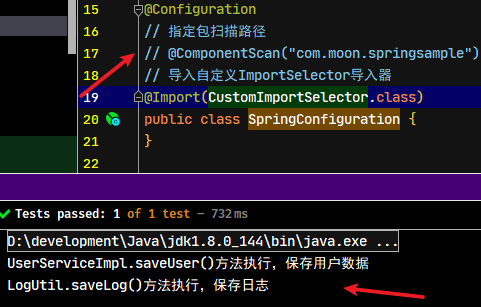 15 @Configuration
16 // 指定包扫描路径
17 // @ComponentScan("com.moon.springsample")
18 // 导入自定义ImportSelector导入器
19 @Import(CustomImportSelector.class)
20 public class SpringConfiguration {
21 }
22
Tests passed: 1 of 1 test – 732 ms
D:\development\Java\jdk1.8.0_144\bin\java.exe ...
UserServiceImpl.saveUser()方法执行，保存用户数据
LogUtil.saveLog()方法执行，保存日志